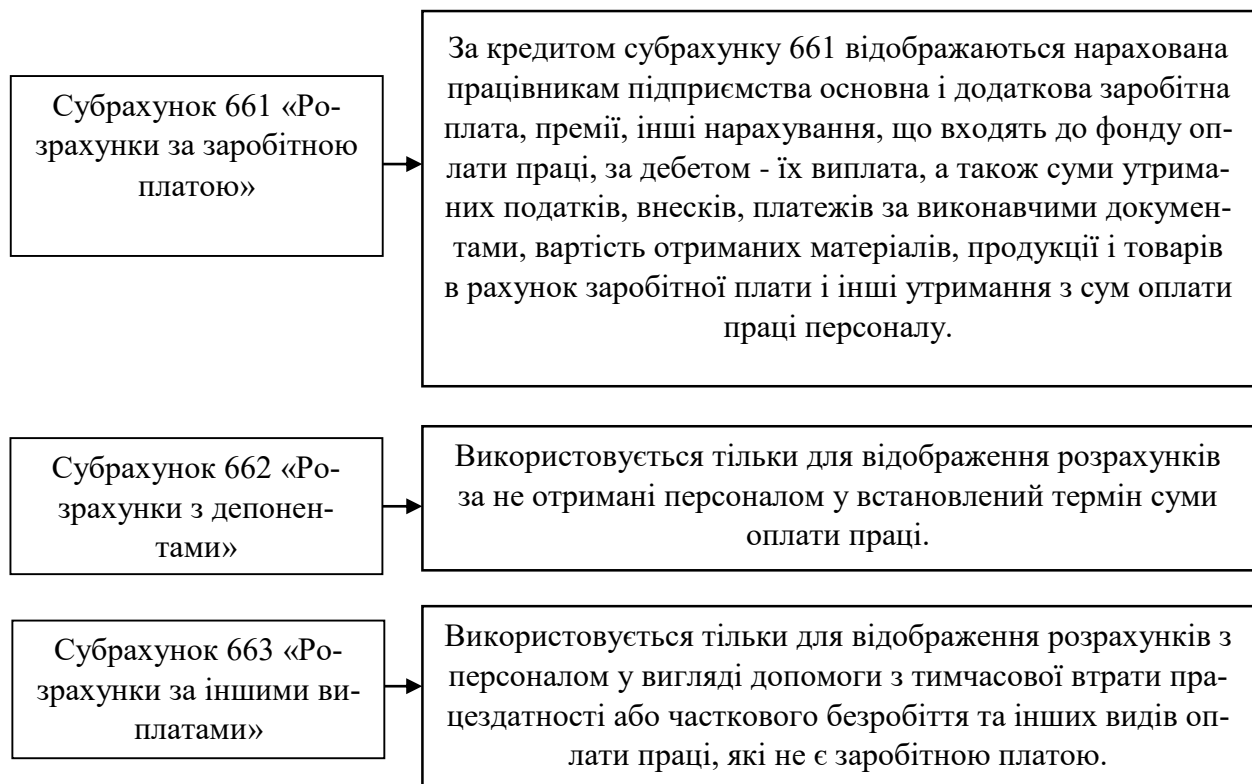 Субрахунок 661 «Ро-
зрахунки за заробітною
платою»
За кредитом субрахунку 661 відображаються нарахована
працівникам підприємства основна і додаткова заробітна
плата, премії, інші нарахування, що входять до фонду оп-
лати праці, за дебетом - їх виплата, а також суми утрима-
них податків, внесків, платежів за виконавчими докумен-
тами, вартість отриманих матеріалів, продукції і товарів
в рахунок заробітної плати і інші утримання з сум оплати
праці персоналу.
Субрахунок 662 «Ро-
зрахунки з депонен-
тами»
Використовується тільки для відображення розрахунків
за не отримані персоналом у встановлений термін суми
оплати праці.
Субрахунок 663 «Ро-
зрахунки за іншими ви-
платами»
Використовується тільки для відображення розрахунків з
персоналом у вигляді допомоги з тимчасової втрати пра-
цездатності або часткового безробіття та інших видів оп-
лати праці, які не є заробітною платою.